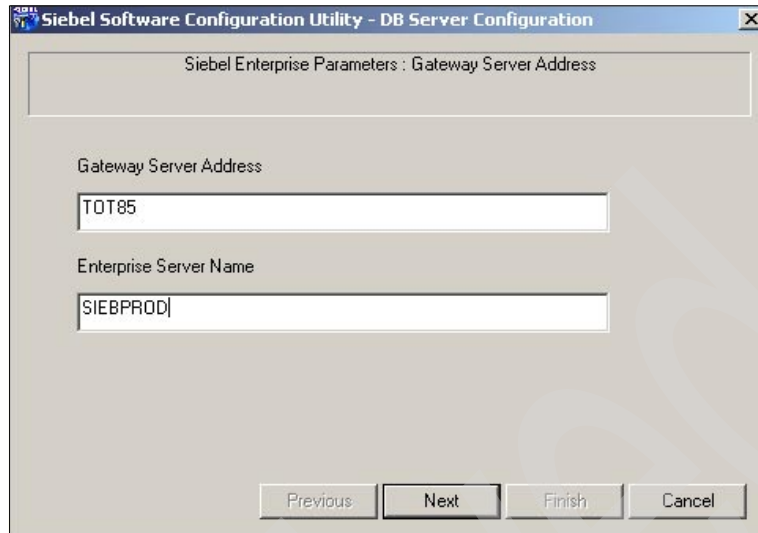 Siebel Software Configuration Utility - DB Server Configuration
Siebel Enterprise Parameters : Gateway Server Address
Gateway Server Address
TOT85
Enterprise Server Name
SIEBPROD
Previous Next Finish Cancel